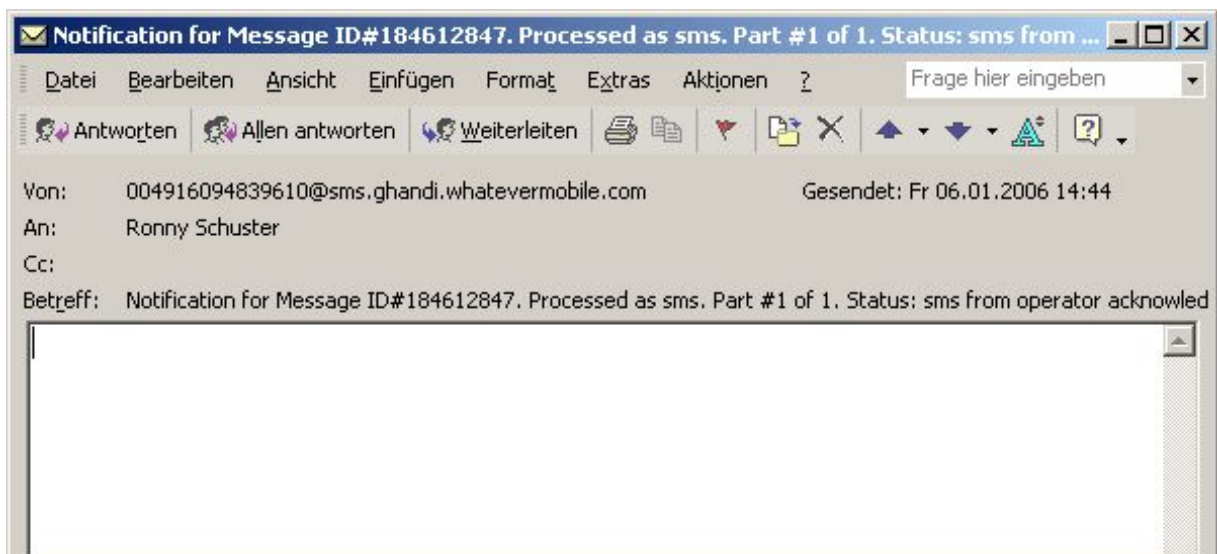 Notification for Message ID#184612847. Processed as sms. Part #1 of 1. Status: sms from ...
Datei Bearbeiten Ansicht Einfügen Format Extras Aktionen ? Frage hier eingeben
Antworten Allen antworten Weiterleiten
Von: 004916094839610@sms.ghandi.whatevermobile.com Gesendet: Fr 06.01.2006 14:44
An: Ronny Schuster
Cc:
Betreff: Notification for Message ID#184612847. Processed as sms. Part #1 of 1. Status: sms from operator acknowled